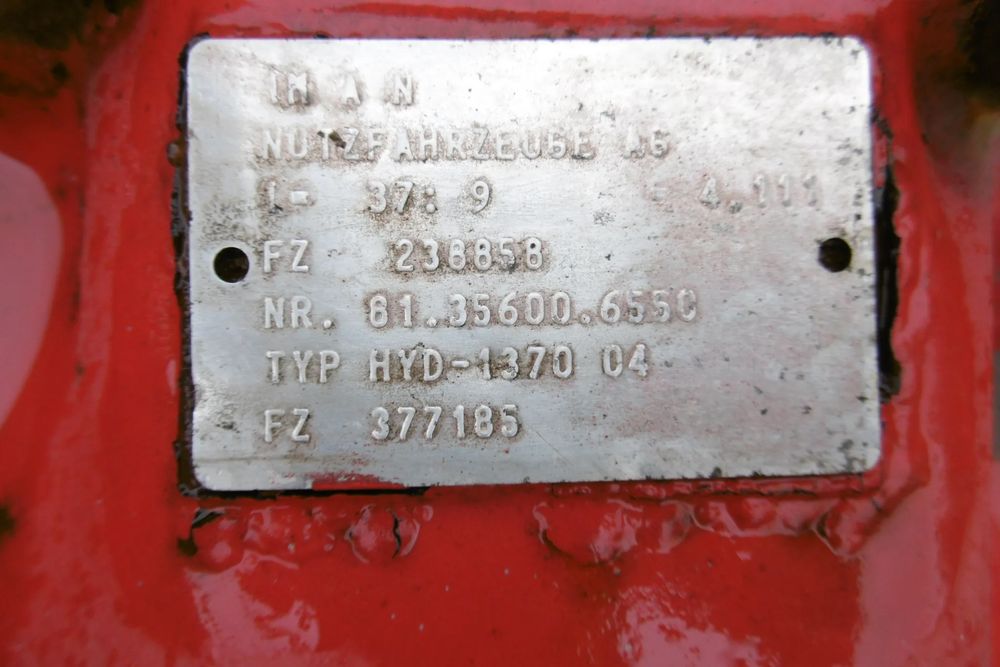 M A N
NUTZFAHRZEUGE AG
I= 37: 9 = 4.111
FZ 238858
NR. 81.35600.6550
TYP HYD-1370 04
FZ 377185